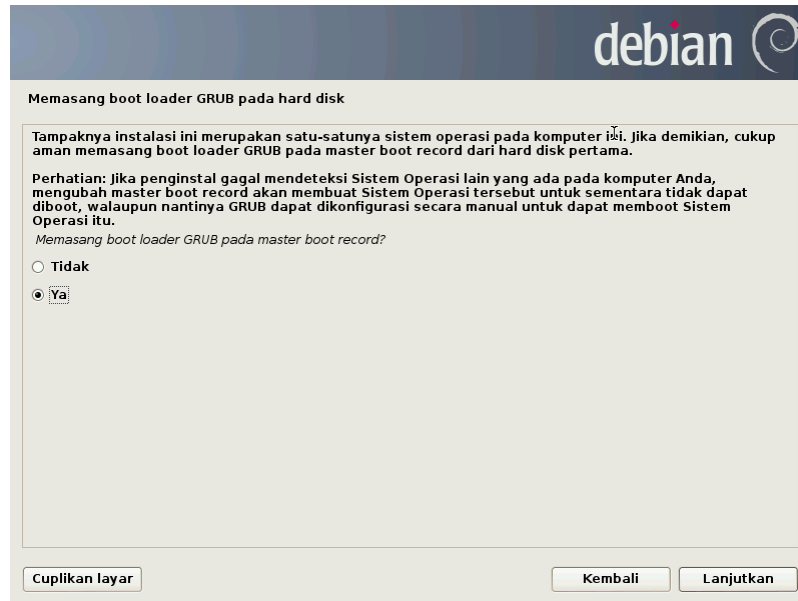 debian
Memasang boot loader GRUB pada hard disk
Tampaknya instalasi ini merupakan satu-satunya sistem operasi pada komputer ini. Jika demikian, cukup
aman memasang boot loader GRUB pada master boot record dari hard disk pertama.
Perhatian: Jika penginstal gagal mendeteksi Sistem Operasi lain yang ada pada komputer Anda,
mengubah master boot record akan membuat Sistem Operasi tersebut untuk sementara tidak dapat
diboot, walaupun nantinya GRUB dapat dikonfigurasi secara manual untuk dapat memboot Sistem
Operasi itu.
Memasang boot loader GRUB pada master boot record?
Tidak
Ya
Cuplikan layar
Kembali
Lanjutkan